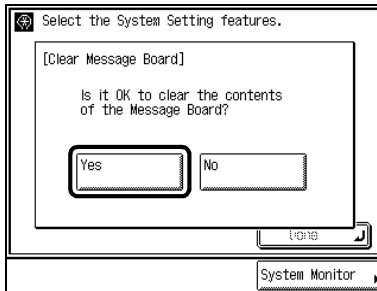 Select the System Setting features.
[Clear Message Board]
Is it OK to clear the contents
of the Message Board?
Yes
No
Done
System Monitor